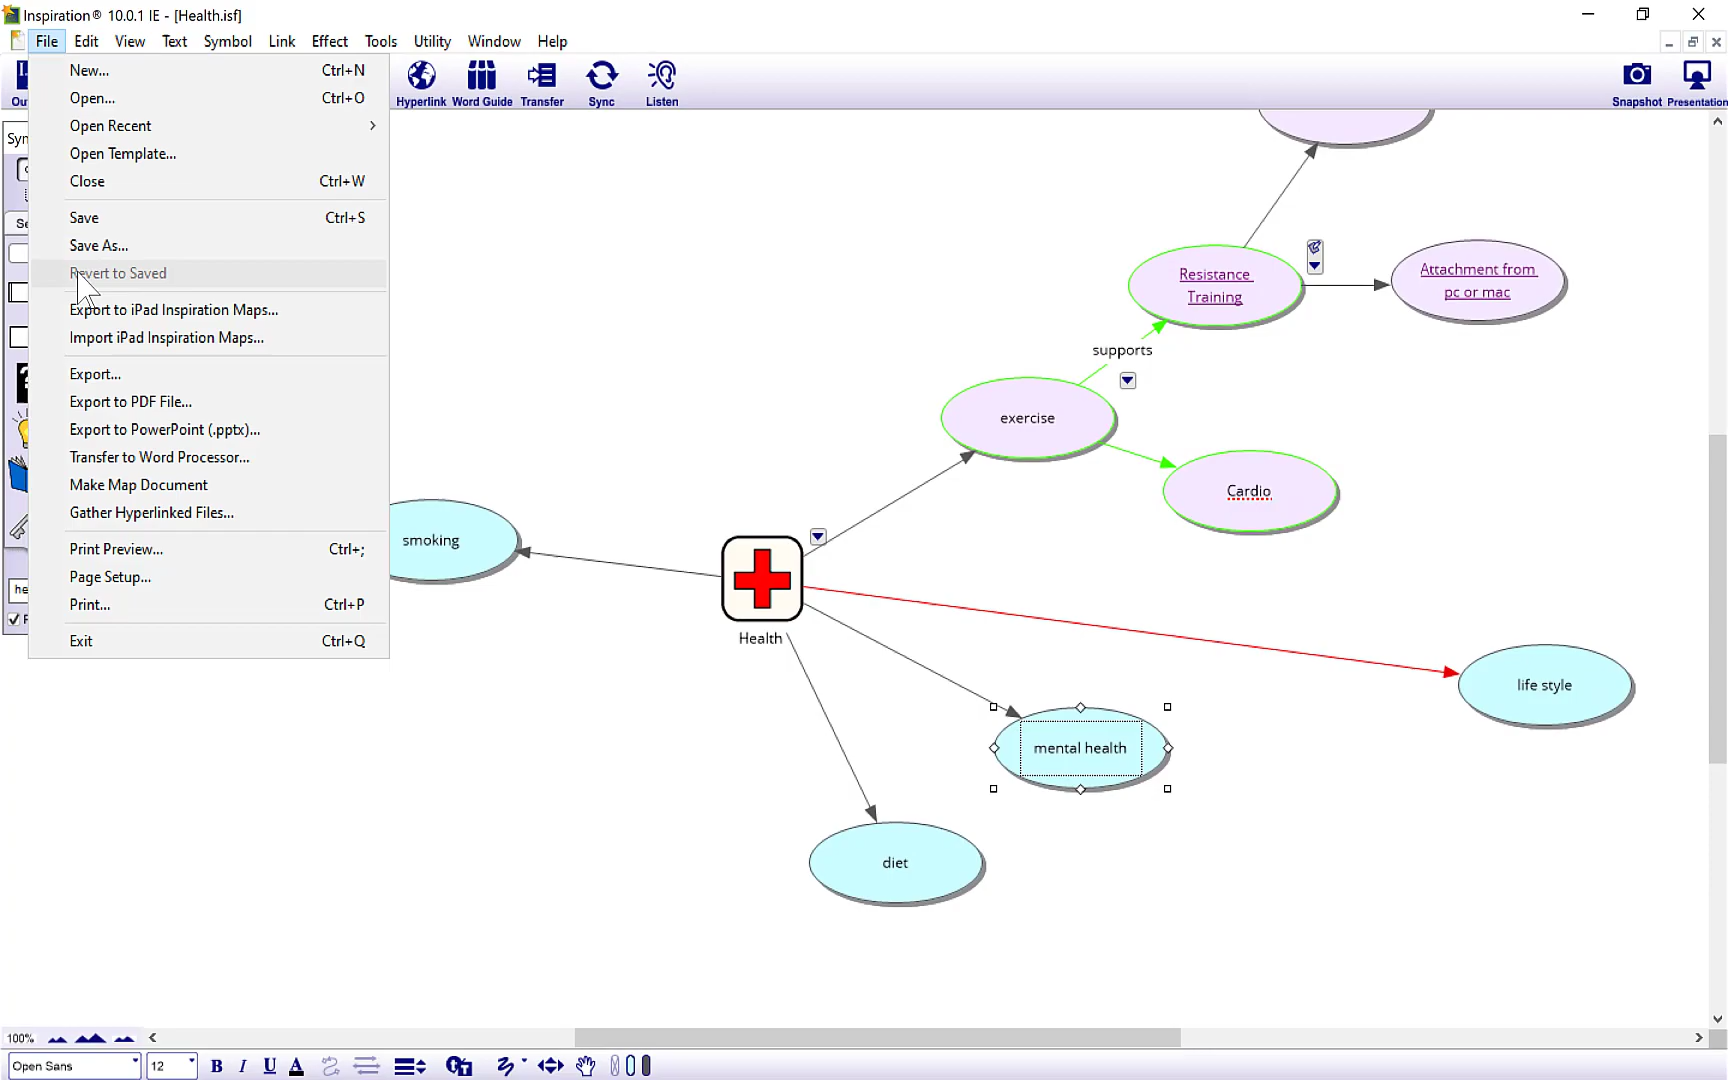 Inspiration® 10.0.1 IE - [Health.isf]
File Edit View Text Symbol Link Effect Tools Utility Window Help
Hyperlink Word Guide Transfer Sync Listen
Snapshot Presentation
New... Ctrl+N
Open... Ctrl+O
Open Recent
Open Template...
Close Ctrl+W
Save Ctrl+S
Save As...
Revert to Saved
Export to iPad Inspiration Maps...
Import iPad Inspiration Maps...
Export...
Export to PDF File...
Export to PowerPoint (.pptx)...
Transfer to Word Processor...
Make Map Document
Gather Hyperlinked Files...
Print Preview... Ctrl+;
Page Setup...
Print... Ctrl+P
Exit Ctrl+Q
Resistance
Training
Attachment from
pc or mac
supports
exercise
Cardio
smoking
Health
life style
mental health
diet
100%
Open Sans 12 B I U A